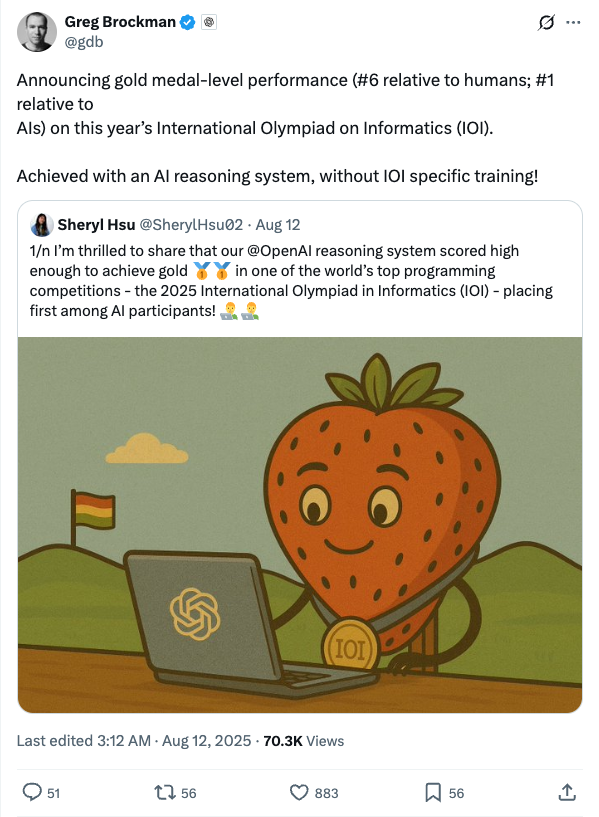 Greg Brockman
@gdb
Announcing gold medal-level performance (#6 relative to humans; #1
relative to
AIs) on this year’s International Olympiad on Informatics (IOI).
Achieved with an AI reasoning system, without IOI specific training!
Sheryl Hsu @SherylHsu02 · Aug 12
1/n I’m thrilled to share that our @OpenAI reasoning system scored high
enough to achieve gold 🥇🥇 in one of the world’s top programming
competitions - the 2025 International Olympiad in Informatics (IOI) - placing
first among AI participants! 👨‍💻👨‍💻
IOI
Last edited 3:12 AM · Aug 12, 2025 · 70.3K Views
51 56 883 56